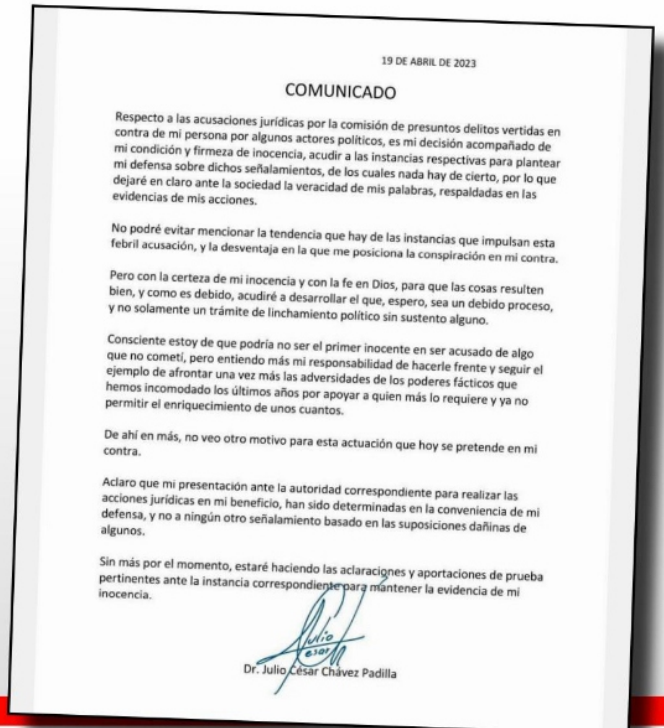 19 DE ABRIL DE 2023
COMUNICADO
Respecto a las acusaciones jurídicas por la comisión de presuntos delitos vertidas en
contra de mi persona por algunos actores políticos, es mi decisión acompañado de
mi condición y firmeza de inocencia, acudir a las instancias respectivas para plantear
mi defensa sobre dichos señalamientos, de los cuales nada hay de cierto, por lo que
dejaré en claro ante la sociedad la veracidad de mis palabras, respaldadas en las
evidencias de mis acciones.
No podré evitar mencionar la tendencia que hay de las instancias que impulsan esta
febril acusación, y la desventaja en la que me posiciona la conspiración en mi contra.
Pero con la certeza de mi inocencia y con la fe en Dios, para que las cosas resulten
bien, y como es debido, acudiré a desarrollar el que, espero, sea un debido proceso,
y no solamente un trámite de linchamiento político sin sustento alguno.
Consciente estoy de que podría no ser el primer inocente en ser acusado de algo
que no cometí, pero entiendo más mi responsabilidad de hacerle frente y seguir el
ejemplo de afrontar una vez más las adversidades de los poderes fácticos que
hemos incomodado los últimos años por apoyar a quien más lo requiere y ya no
permitir el enriquecimiento de unos cuantos.
De ahí en más, no veo otro motivo para esta actuación que hoy se pretende en mi
contra.
Aclaro que mi presentación ante la autoridad correspondiente para realizar las
acciones jurídicas en mi beneficio, han sido determinadas en la conveniencia de mi
defensa, y no a ningún otro señalamiento basado en las suposiciones dañinas de
algunos.
Sin más por el momento, estaré haciendo las aclaraciones y aportaciones de prueba
pertinentes ante la instancia correspondiente para mantener la evidencia de mi
inocencia.
Julio
Cesar
Dr. Julio César Chávez Padilla